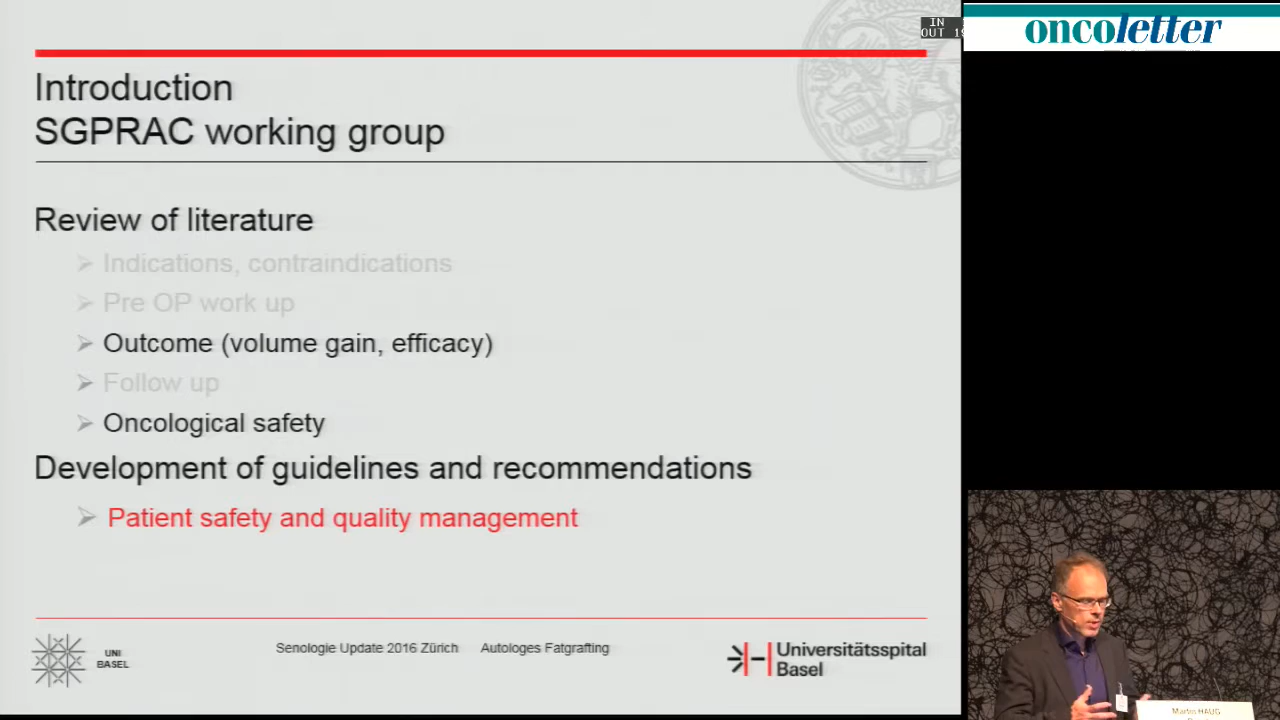 IN
OUT
oncoletter
Introduction
SGPRAC working group
Review of literature
Indications, contraindications
Pre OP work up
Outcome (volume gain, efficacy)
Follow up
Oncological safety
Development of guidelines and recommendations
Patient safety and quality management
UNI
BASEL
Senologie Update 2016 Zürich Autologes Fatgrafting
Universitätsspital
Basel
HAUG